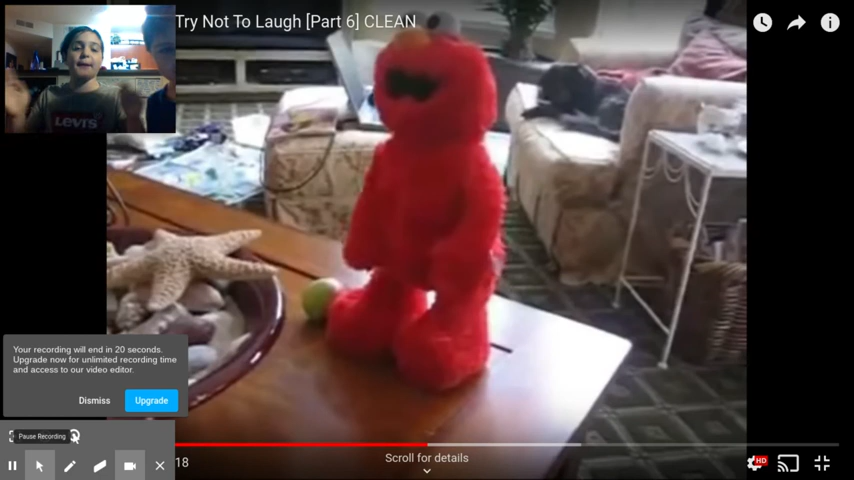 Try Not To Laugh [Part 6] CLEAN
LEVI'S
Your recording will end in 20 seconds.
Upgrade now for unlimited recording time
and access to our video editor.
Dismiss
Upgrade
Pause Recording
18
Scroll for details
HD